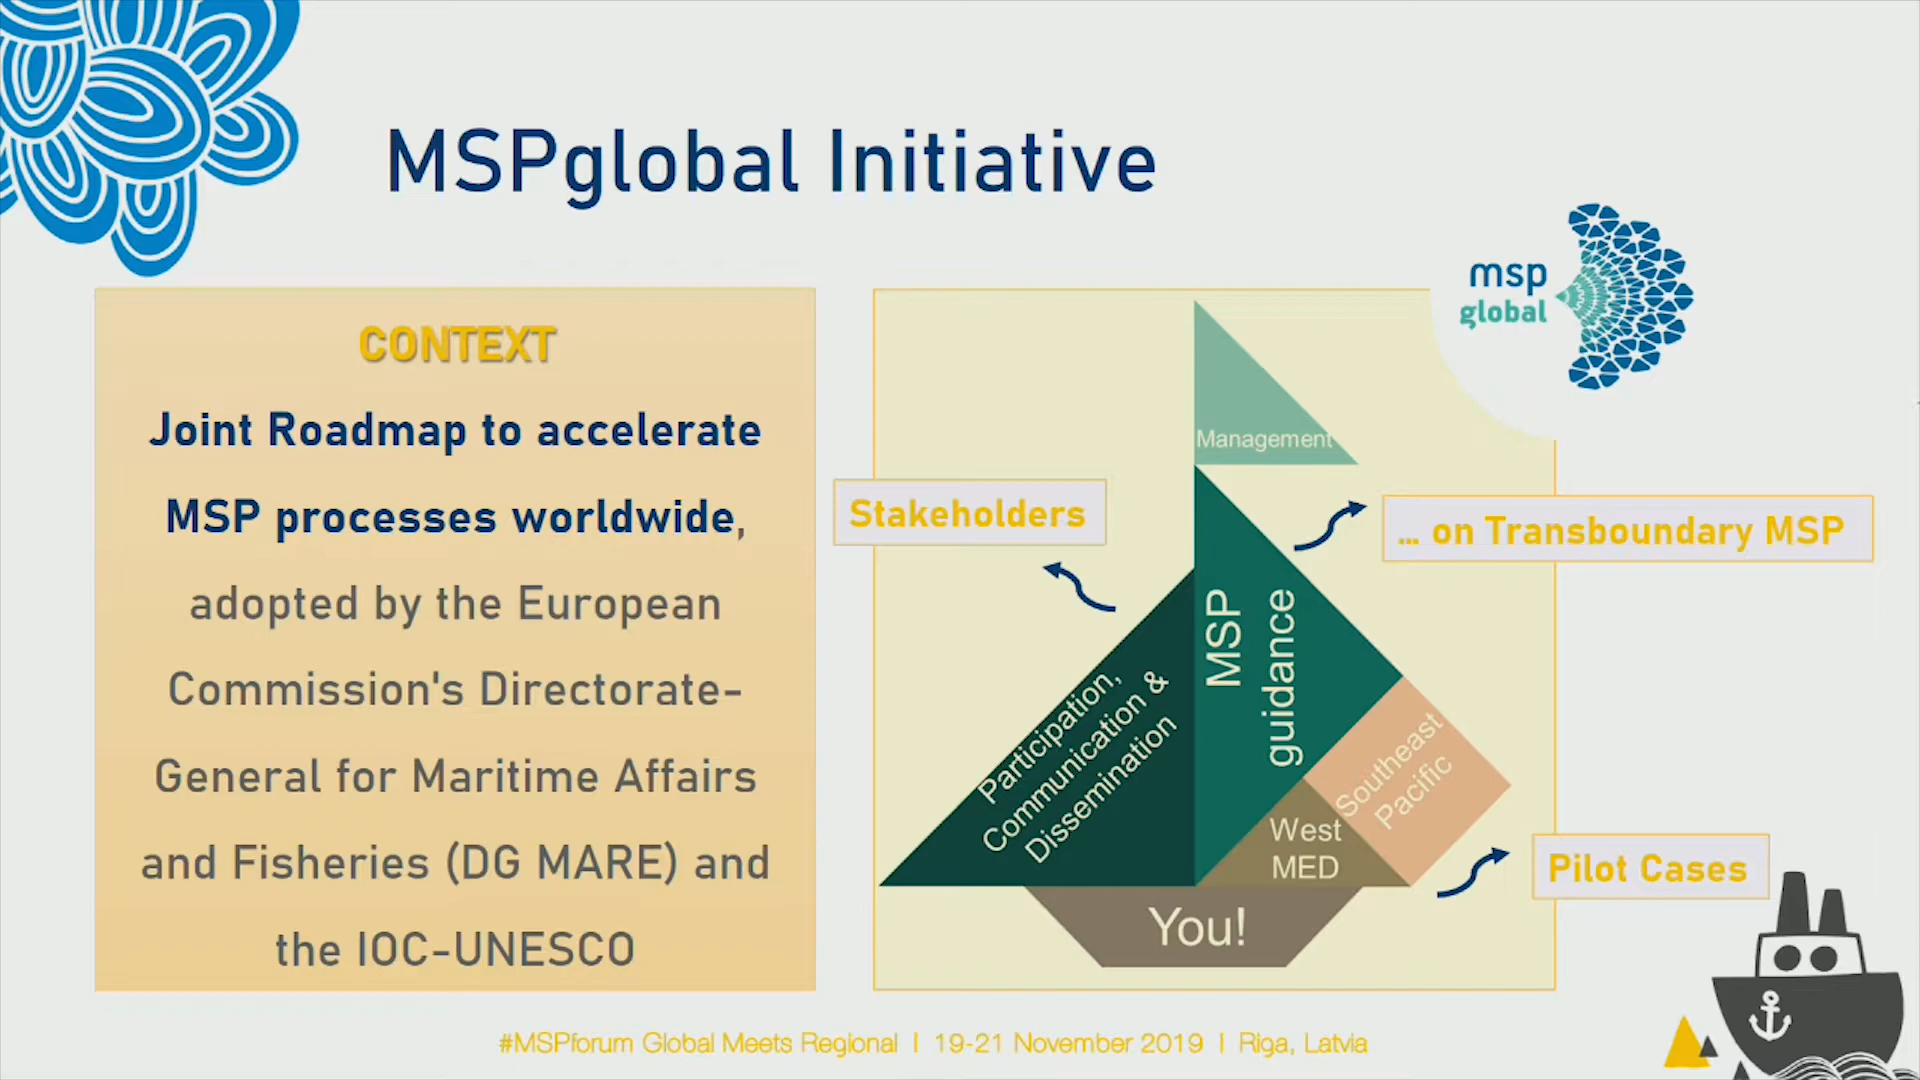 MSPglobal Initiative
msp
global
CONTEXT
Joint Roadmap to accelerate
MSP processes worldwide,
adopted by the European
Commission's Directorate-
General for Maritime Affairs
and Fisheries (DG MARE) and
the IOC-UNESCO
Management
Stakeholders
... on Transboundary MSP
MSP
guidance
Participation,
Communication &
Dissemination
Southeast
Pacific
West
MED
Pilot Cases
You!
#MSPforum Global Meets Regional | 19-21 November 2019 | Riga, Latvia